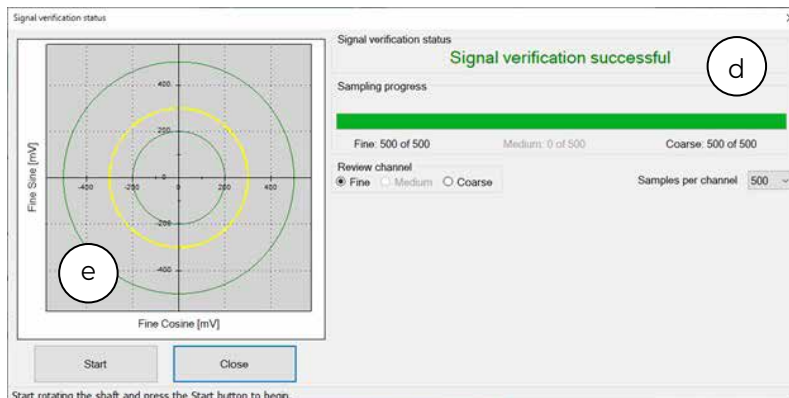 Signal verification status
Signal verification status
Signal verification successful
d
Sampling progress
Fine: 500 of 500 Medium: 0 of 500 Coarse: 500 of 500
Review channel
Fine Medium Coarse
Samples per channel 500
Fine Sine [mV]
400
200
0
-400 -200 0 200 400
-200
-400
e
Fine Cosine [mV]
Start Close
Start rotating the shaft and press the Start button to begin.